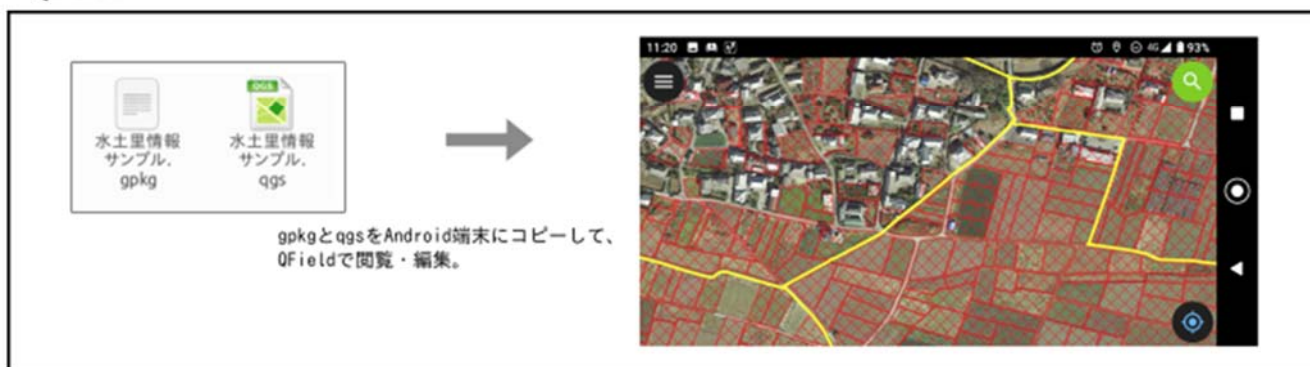 QGS
水土里情報
サンプル.
gpkg
水土里情報
サンプル.
qgs
gpkgとqgsをAndroid端末にコピーして、
QFieldで閲覧・編集。
11:20
4G
93%